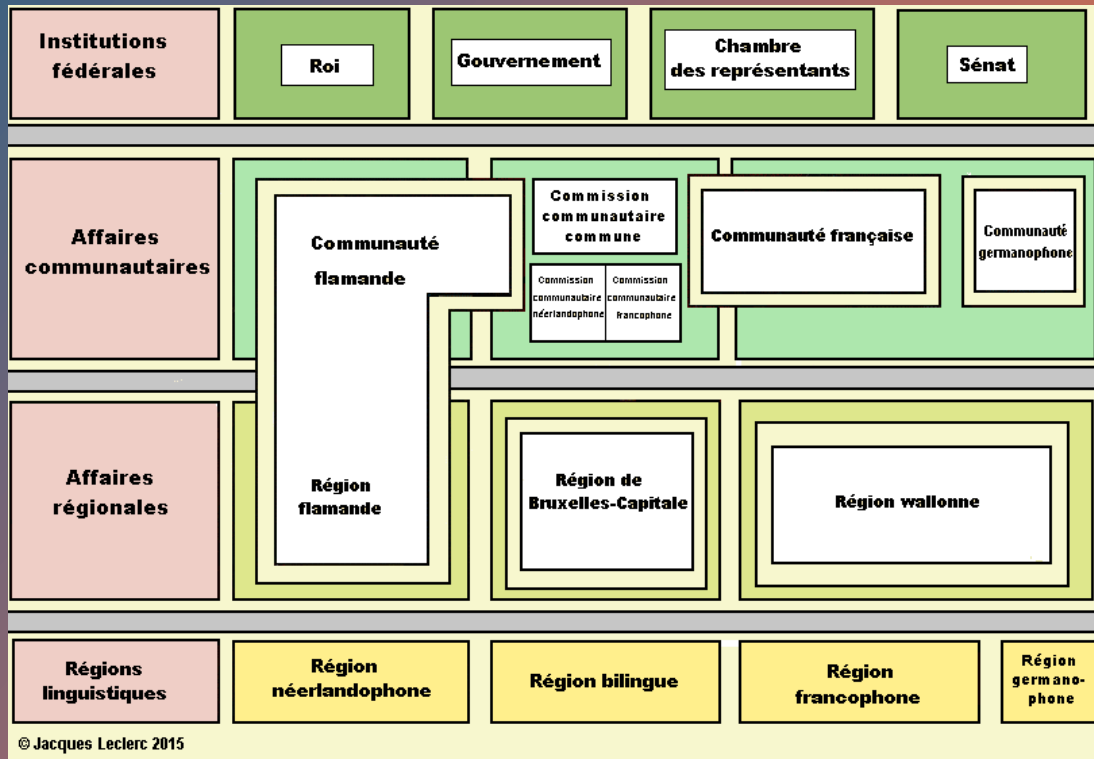 Institutions
fédérales
Roi
Gouvernement
Chambre
des représentants
Sénat
Affaires
communautaires
Communauté
flamande
Commission
communautaire
commune
Commission
communautaire
néerlandophone
Commission
communautaire
francophone
Communauté française
Communauté
germanophone
Affaires
régionales
Région
flamande
Région de
Bruxelles-Capitale
Région wallonne
Régions
linguistiques
Région
néerlandophone
Région bilingue
Région
francophone
Région
germano-
phone
© Jacques Leclerc 2015